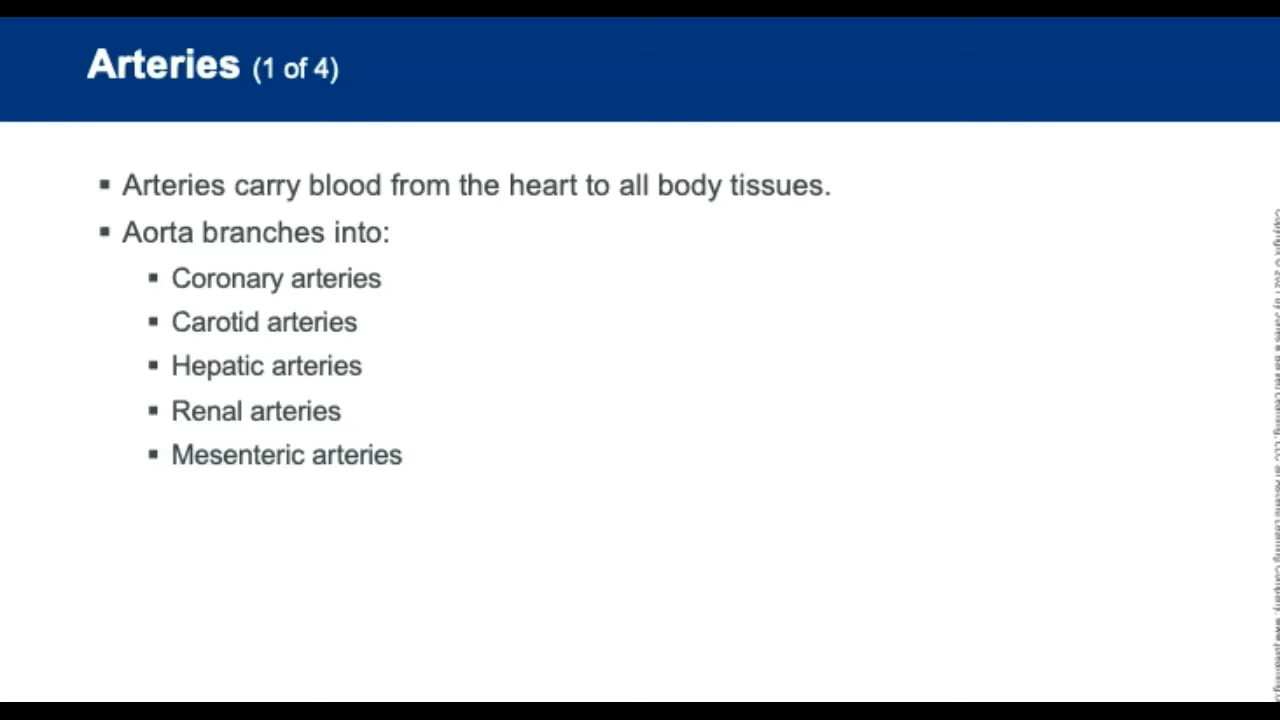 Arteries (1 of 4)
▪ Arteries carry blood from the heart to all body tissues.
▪ Aorta branches into:
▪ Coronary arteries
▪ Carotid arteries
▪ Hepatic arteries
▪ Renal arteries
▪ Mesenteric arteries